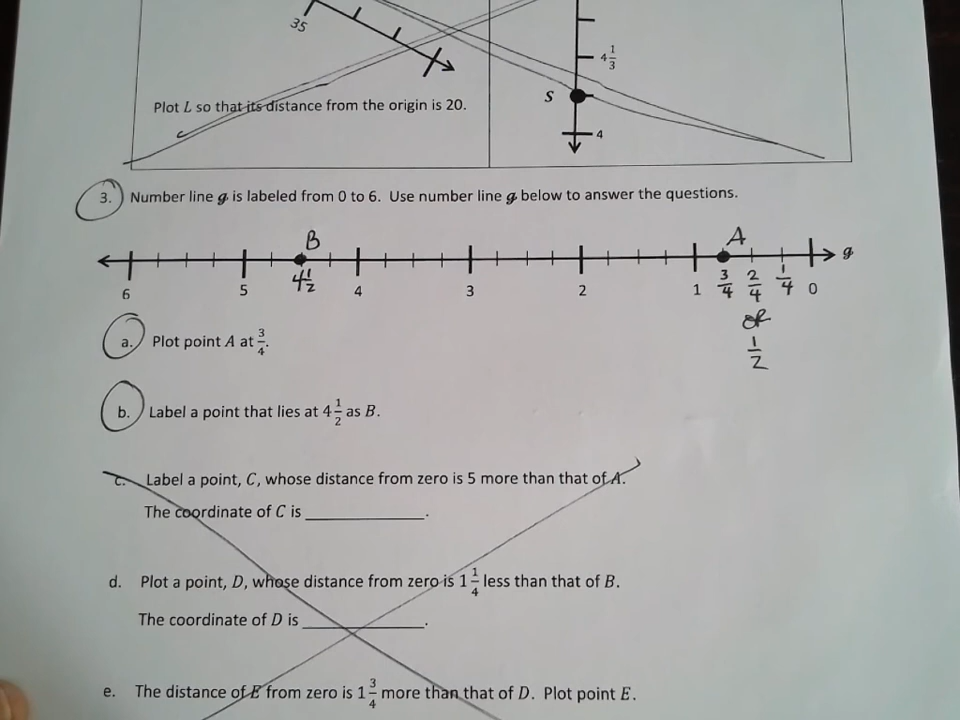 35
4 1/3
Plot L so that its distance from the origin is 20.
S
4
3. Number line g is labeled from 0 to 6. Use number line g below to answer the questions.
B A
g
6 5 4 1/2 4 3 2 1 3/4 2/4 1/4 0
or
1/2
a. Plot point A at 3/4.
b. Label a point that lies at 4 1/2 as B.
c. Label a point, C, whose distance from zero is 5 more than that of A.
The coordinate of C is ____________.
d. Plot a point, D, whose distance from zero is 1 1/4 less than that of B.
The coordinate of D is ____________.
e. The distance of E from zero is 1 3/4 more than that of D. Plot point E.